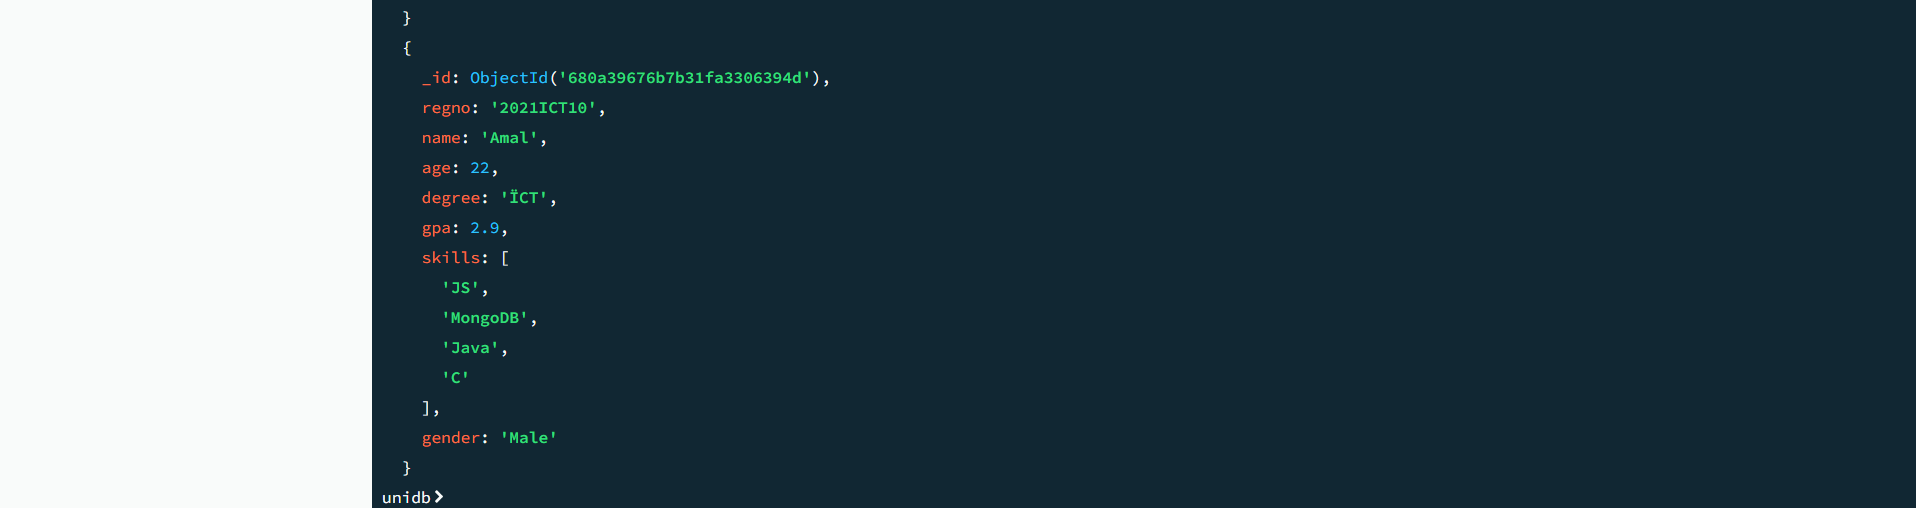 }
{
_id: ObjectId('680a39676b7b31fa3306394d'),
regno: '2021ICT10',
name: 'Amal',
age: 22,
degree: 'ÏCT',
gpa: 2.9,
skills: [
'JS',
'MongoDB',
'Java',
'C'
],
gender: 'Male'
}
unidb>